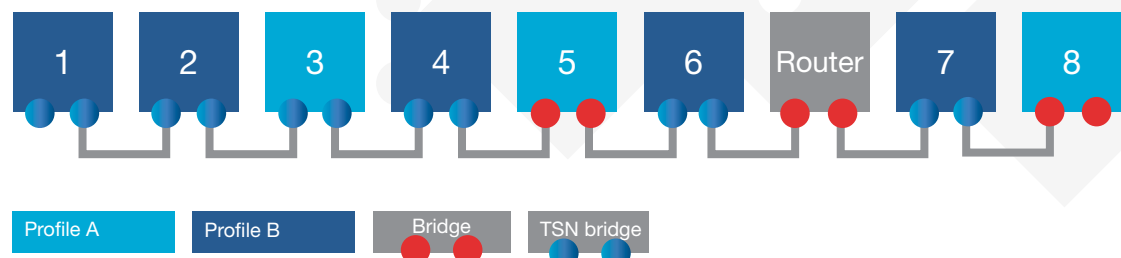 1 2 3 4 5 6 Router 7 8
Profile A Profile B Bridge TSN bridge